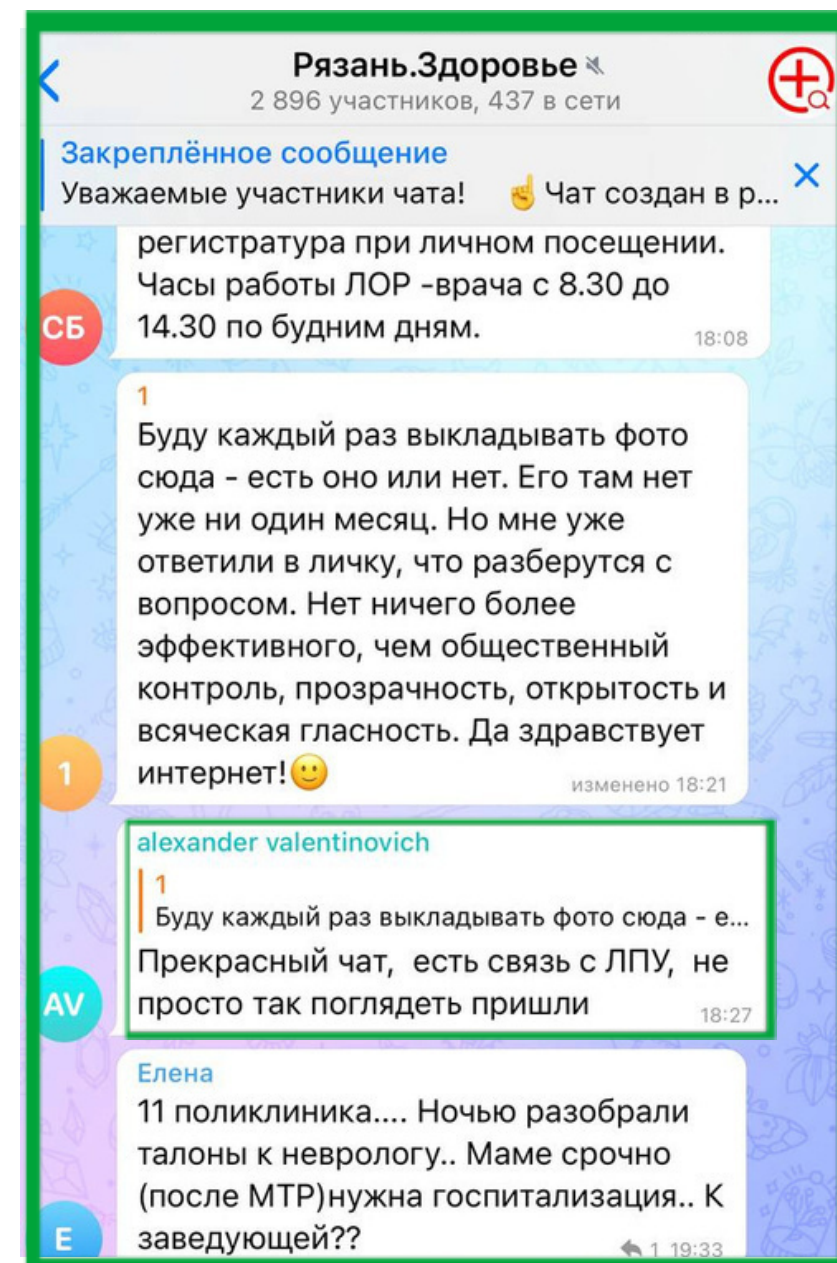 Рязань.Здоровье
2 896 участников, 437 в сети
Закреплённое сообщение
Уважаемые участники чата! ☝️ Чат создан в р...
регистратура при личном посещении.
Часы работы ЛОР -врача с 8.30 до
14.30 по будним дням.
18:08
СБ
1
Буду каждый раз выкладывать фото
сюда - есть оно или нет. Его там нет
уже ни один месяц. Но мне уже
ответили в личку, что разберутся с
вопросом. Нет ничего более
эффективного, чем общественный
контроль, прозрачность, открытость и
всяческая гласность. Да здравствует
интернет!🙂
изменено 18:21
1
alexander valentinovich
1
Буду каждый раз выкладывать фото сюда - е...
Прекрасный чат, есть связь с ЛПУ, не
просто так поглядеть пришли
18:27
AV
Елена
11 поликлиника.... Ночью разобрали
талоны к неврологу.. Маме срочно
(после МТР)нужна госпитализация.. К
заведующей??
1 19:33
Е